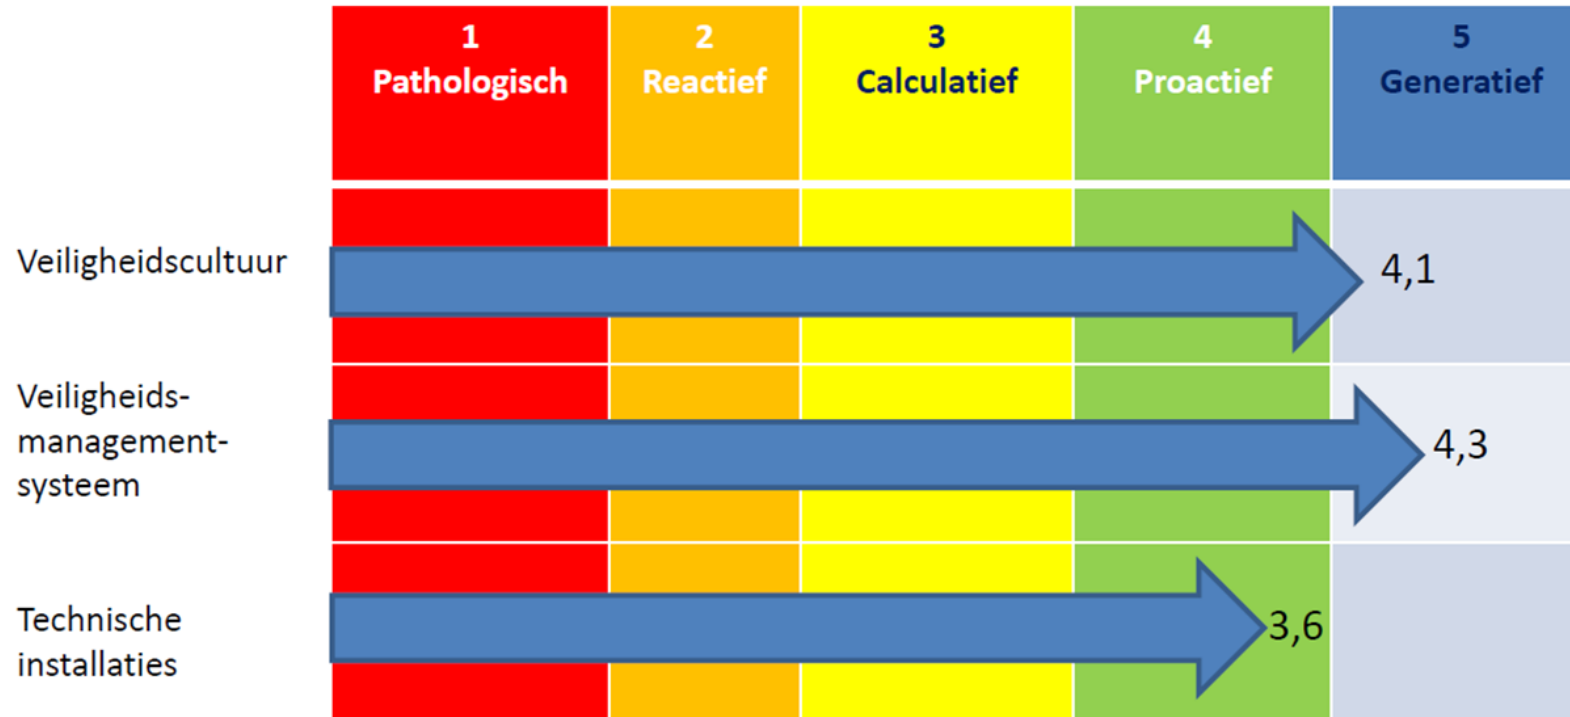 1
Pathologisch
2
Reactief
3
Calculatief
4
Proactief
5
Generatief
Veiligheidscultuur
4,1
Veiligheids-
management-
systeem
4,3
Technische
installaties
3,6